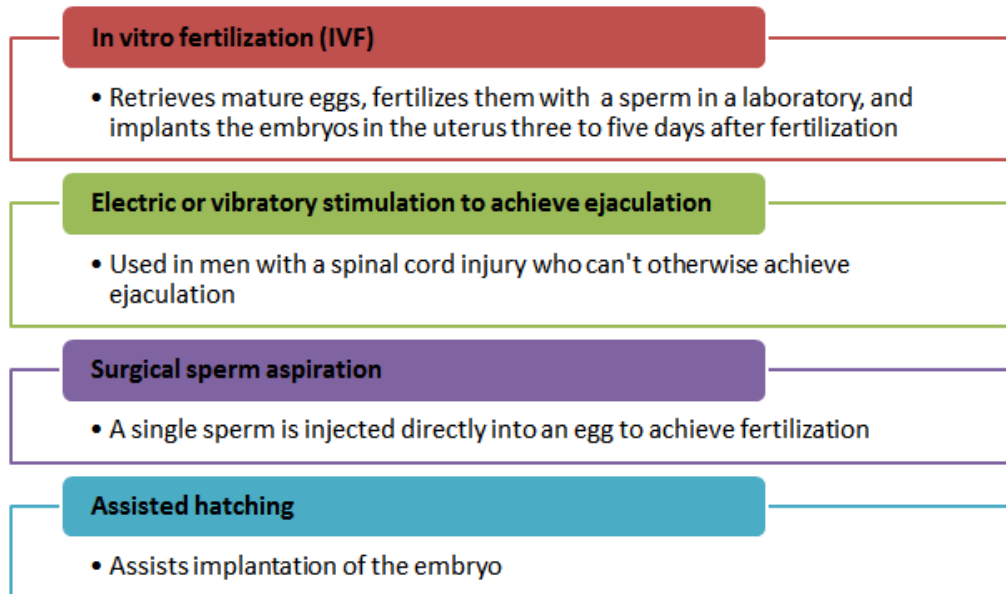 In vitro fertilization (IVF)
• Retrieves mature eggs, fertilizes them with a sperm in a laboratory, and
implants the embryos in the uterus three to five days after fertilization
Electric or vibratory stimulation to achieve ejaculation
• Used in men with a spinal cord injury who can't otherwise achieve
ejaculation
Surgical sperm aspiration
• A single sperm is injected directly into an egg to achieve fertilization
Assisted hatching
• Assists implantation of the embryo